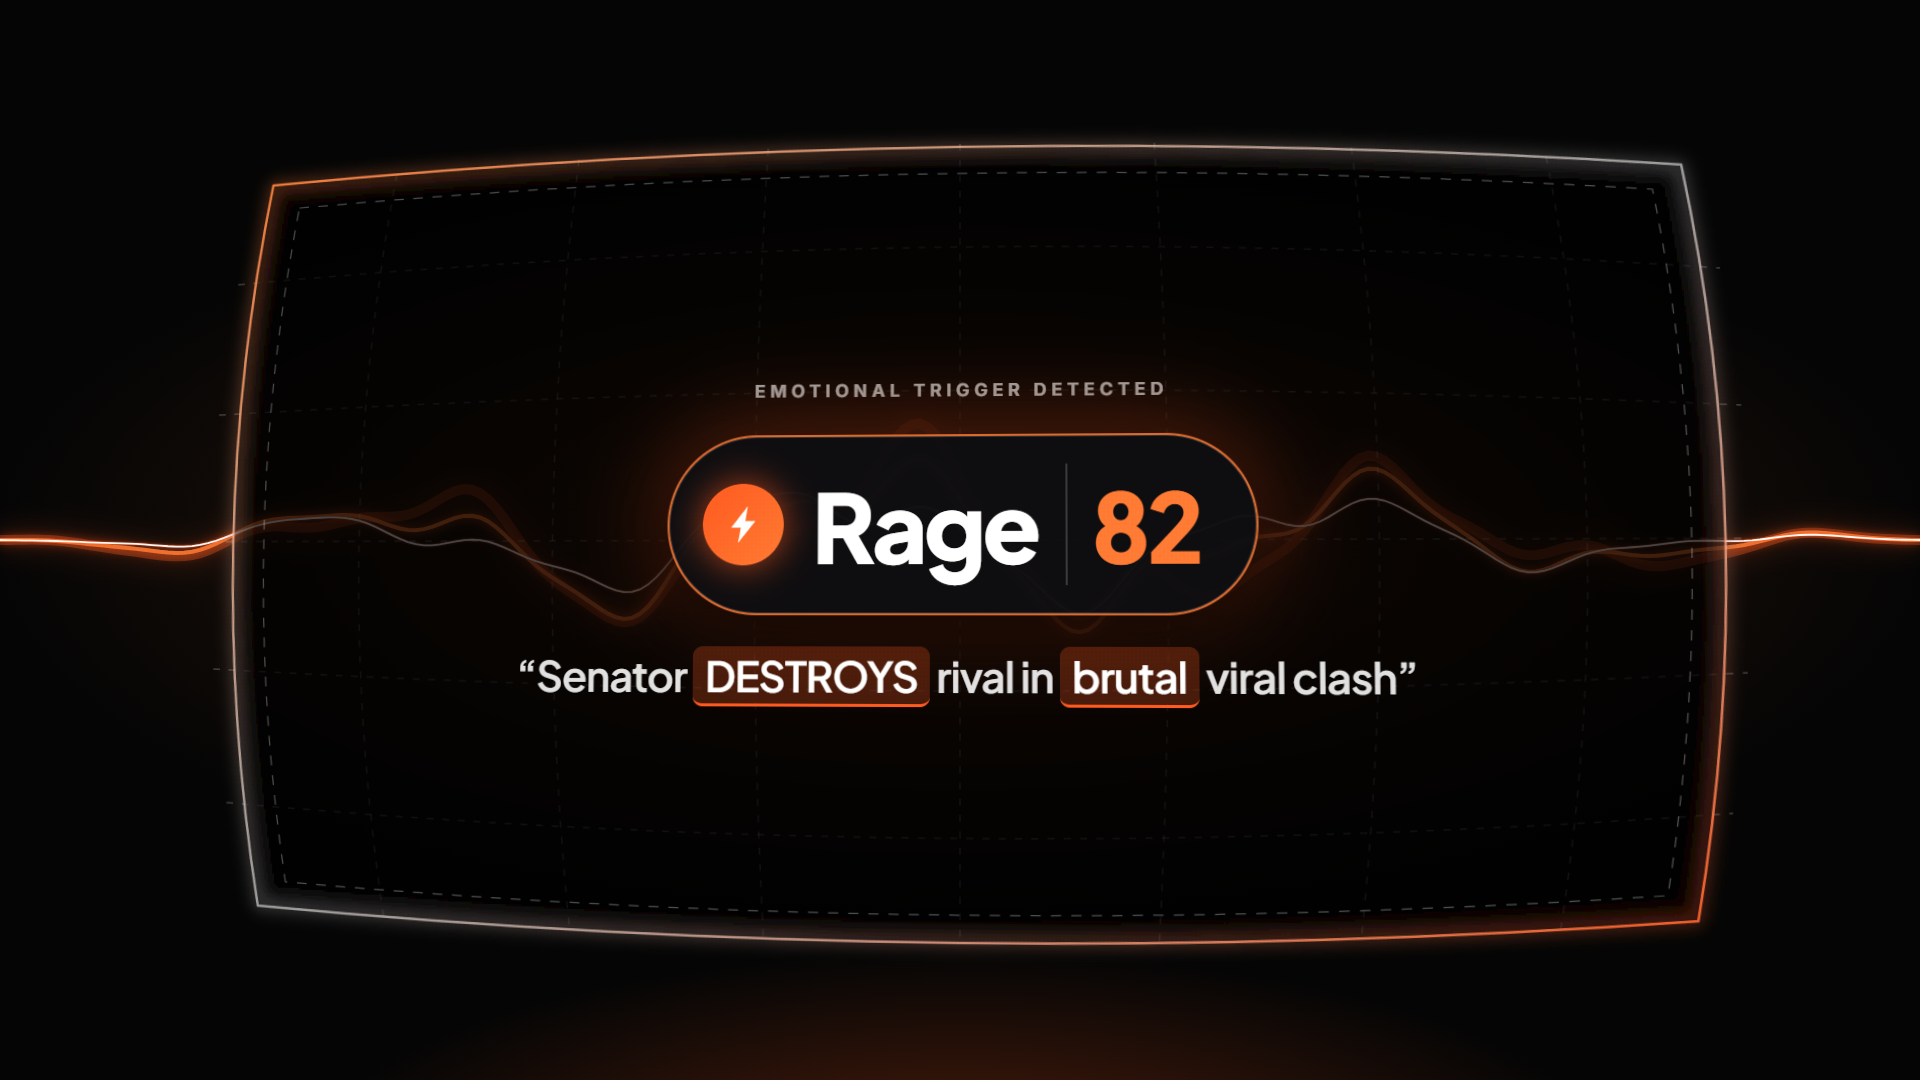 EMOTIONAL TRIGGER DETECTED
Rage 82
“Senator DESTROYS rival in brutal viral clash”